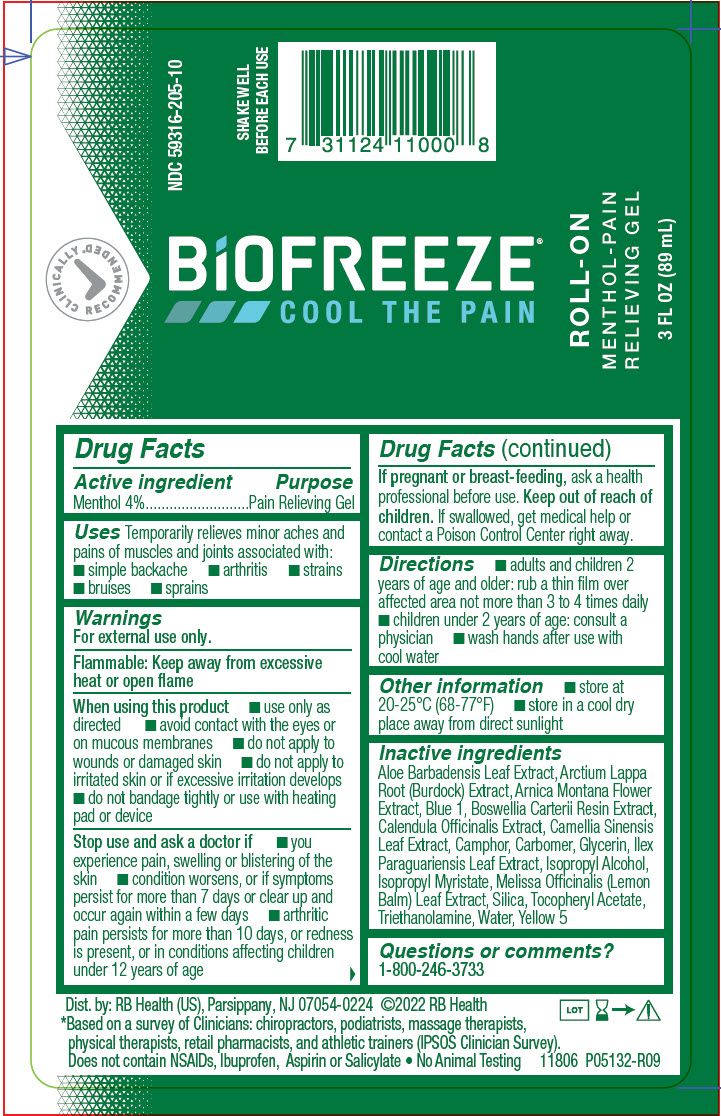 NDC 59316-205-10
SHAKE WELL
BEFORE EACH USE
7 31124 11000 8
CLINICALLY RECOMMENDED*
BiOFREEZE®
COOL THE PAIN
ROLL-ON
MENTHOL-PAIN
RELIEVING GEL
3 FL OZ (89 mL)
Drug Facts
Active ingredient Purpose
Menthol 4%..........................Pain Relieving Gel
Uses Temporarily relieves minor aches and
pains of muscles and joints associated with:
■ simple backache ■ arthritis ■ strains
■ bruises ■ sprains
Warnings
For external use only.
Flammable: Keep away from excessive
heat or open flame
When using this product ■ use only as
directed ■ avoid contact with the eyes or
on mucous membranes ■ do not apply to
wounds or damaged skin ■ do not apply to
irritated skin or if excessive irritation develops
■ do not bandage tightly or use with heating
pad or device
Stop use and ask a doctor if ■ you
experience pain, swelling or blistering of the
skin ■ condition worsens, or if symptoms
persist for more than 7 days or clear up and
occur again within a few days ■ arthritic
pain persists for more than 10 days, or redness
is present, or in conditions affecting children
under 12 years of age
Drug Facts (continued)
If pregnant or breast-feeding, ask a health
professional before use. Keep out of reach of
children. If swallowed, get medical help or
contact a Poison Control Center right away.
Directions ■ adults and children 2
years of age and older: rub a thin film over
affected area not more than 3 to 4 times daily
■ children under 2 years of age: consult a
physician ■ wash hands after use with
cool water
Other information ■ store at
20-25°C (68-77°F) ■ store in a cool dry
place away from direct sunlight
Inactive ingredients
Aloe Barbadensis Leaf Extract, Arctium Lappa
Root (Burdock) Extract, Arnica Montana Flower
Extract, Blue 1, Boswellia Carterii Resin Extract,
Calendula Officinalis Extract, Camellia Sinensis
Leaf Extract, Camphor, Carbomer, Glycerin, Ilex
Paraguariensis Leaf Extract, Isopropyl Alcohol,
Isopropyl Myristate, Melissa Officinalis (Lemon
Balm) Leaf Extract, Silica, Tocopheryl Acetate,
Triethanolamine, Water, Yellow 5
Questions or comments?
1-800-246-3733
Dist. by: RB Health (US), Parsippany, NJ 07054-0224 ©2022 RB Health
LOT
*Based on a survey of Clinicians: chiropractors, podiatrists, massage therapists,
physical therapists, retail pharmacists, and athletic trainers (IPSOS Clinician Survey).
Does not contain NSAIDs, Ibuprofen, Aspirin or Salicylate • No Animal Testing 11806 P05132-R09